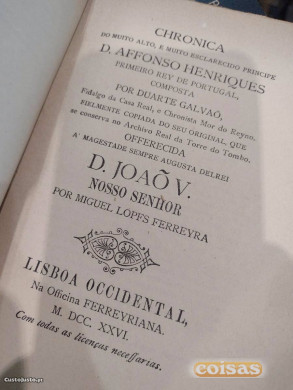 CHRONICA
DO MUITO ALTO, E MUITO ESCLARECIDO PRINCIPE
D. AFFONSO HENRIQUES
PRIMEIRO REY DE PORTUGAL,
COMPOSTA
POR DUARTE GALVAÕ,
Fidalgo da Casa Real, e Chronista Mor do Reyno.
FIELMENTE COPIADA DO SEU ORIGINAL, QUE
se conserva no Archivo Real da Torre do Tombo.
OFFERECIDA
A' MAGESTADE SEMPRE AUGUSTA DELREI
D. JOAÕ V.
NOSSO SENHOR
POR MIGUEL LOPES FERREYRA
LISBOA OCCIDENTAL,
Na Officina FERREYRIANA.
M. DCC. XXVI.
Com todas as licenças necessarias.
CustoJusto.pt
coisas